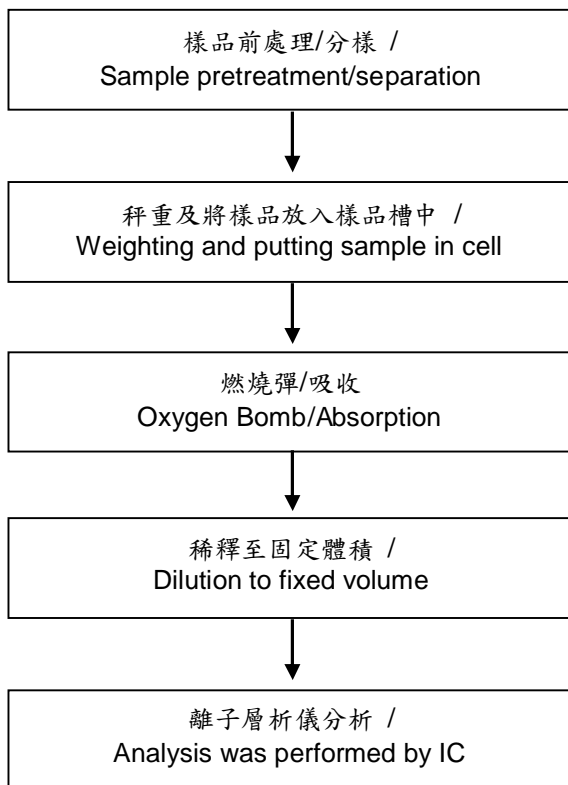 樣品前處理/分樣 /
Sample pretreatment/separation
秤重及將樣品放入樣品槽中 /
Weighting and putting sample in cell
燃燒彈/吸收
Oxygen Bomb/Absorption
稀釋至固定體積 /
Dilution to fixed volume
離子層析儀分析 /
Analysis was performed by IC